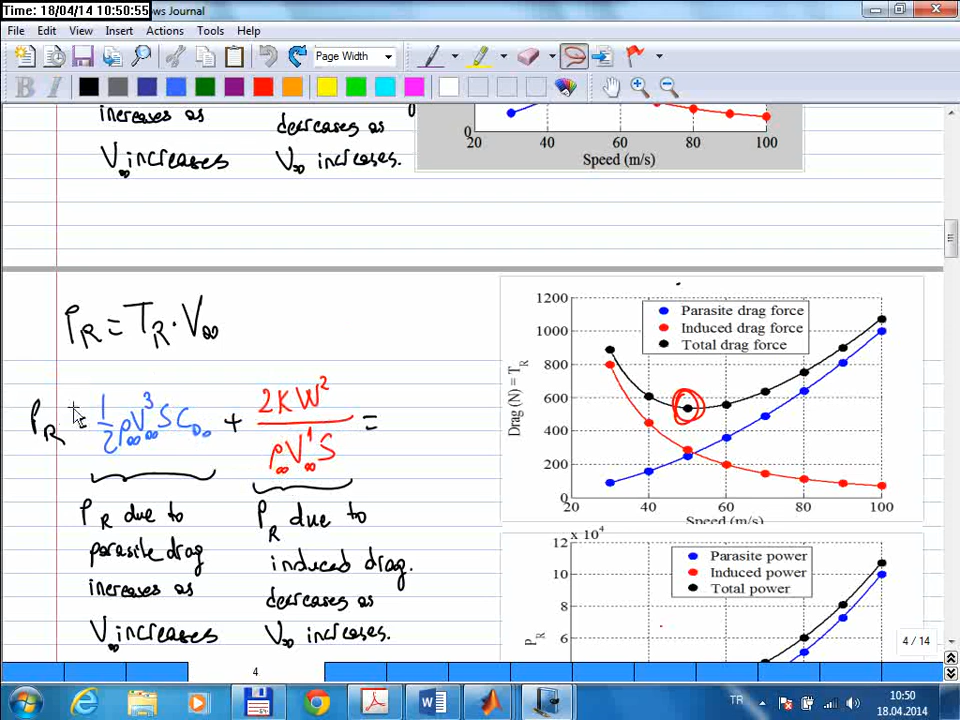 Time: 18/04/14 10:50:55
ws Journal
File Edit View Insert Actions Tools Help
Page Width
B I
increases as
V∞ increases
decreases as
V∞ increases.
0
20 40 60 80 100
Speed (m/s)
P_R = T_R . V∞
P_R = 1/2 ρ∞ V∞³ S C_D₀ + 2KW² / ρ∞ V∞¹ S =
P_R due to
parasite drag
increases as
V∞ increases
P_R due to
induced drag.
decreases as
V∞ increases.
1200
1000
800
600
400
200
0
Drag (N) = T_R
Parasite drag force
Induced drag force
Total drag force
20 40 60 80 100
Speed (m/s)
12 x 10⁴
10
8
6
P_R
Parasite power
Induced power
Total power
4 / 14
4
TR
10:50
18.04.2014